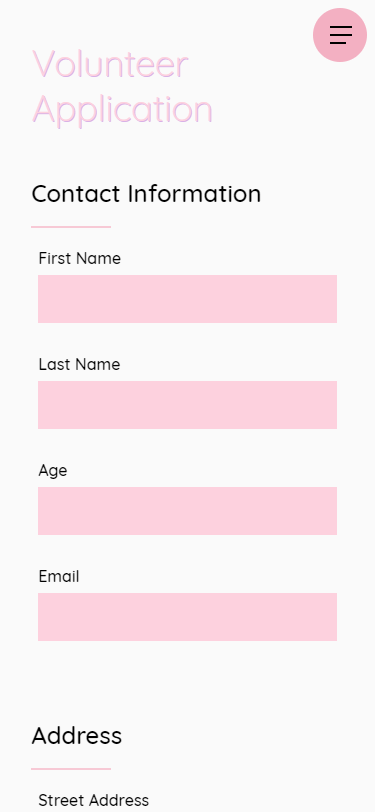 Volunteer
Application
Contact Information
First Name
Last Name
Age
Email
Address
Street Address